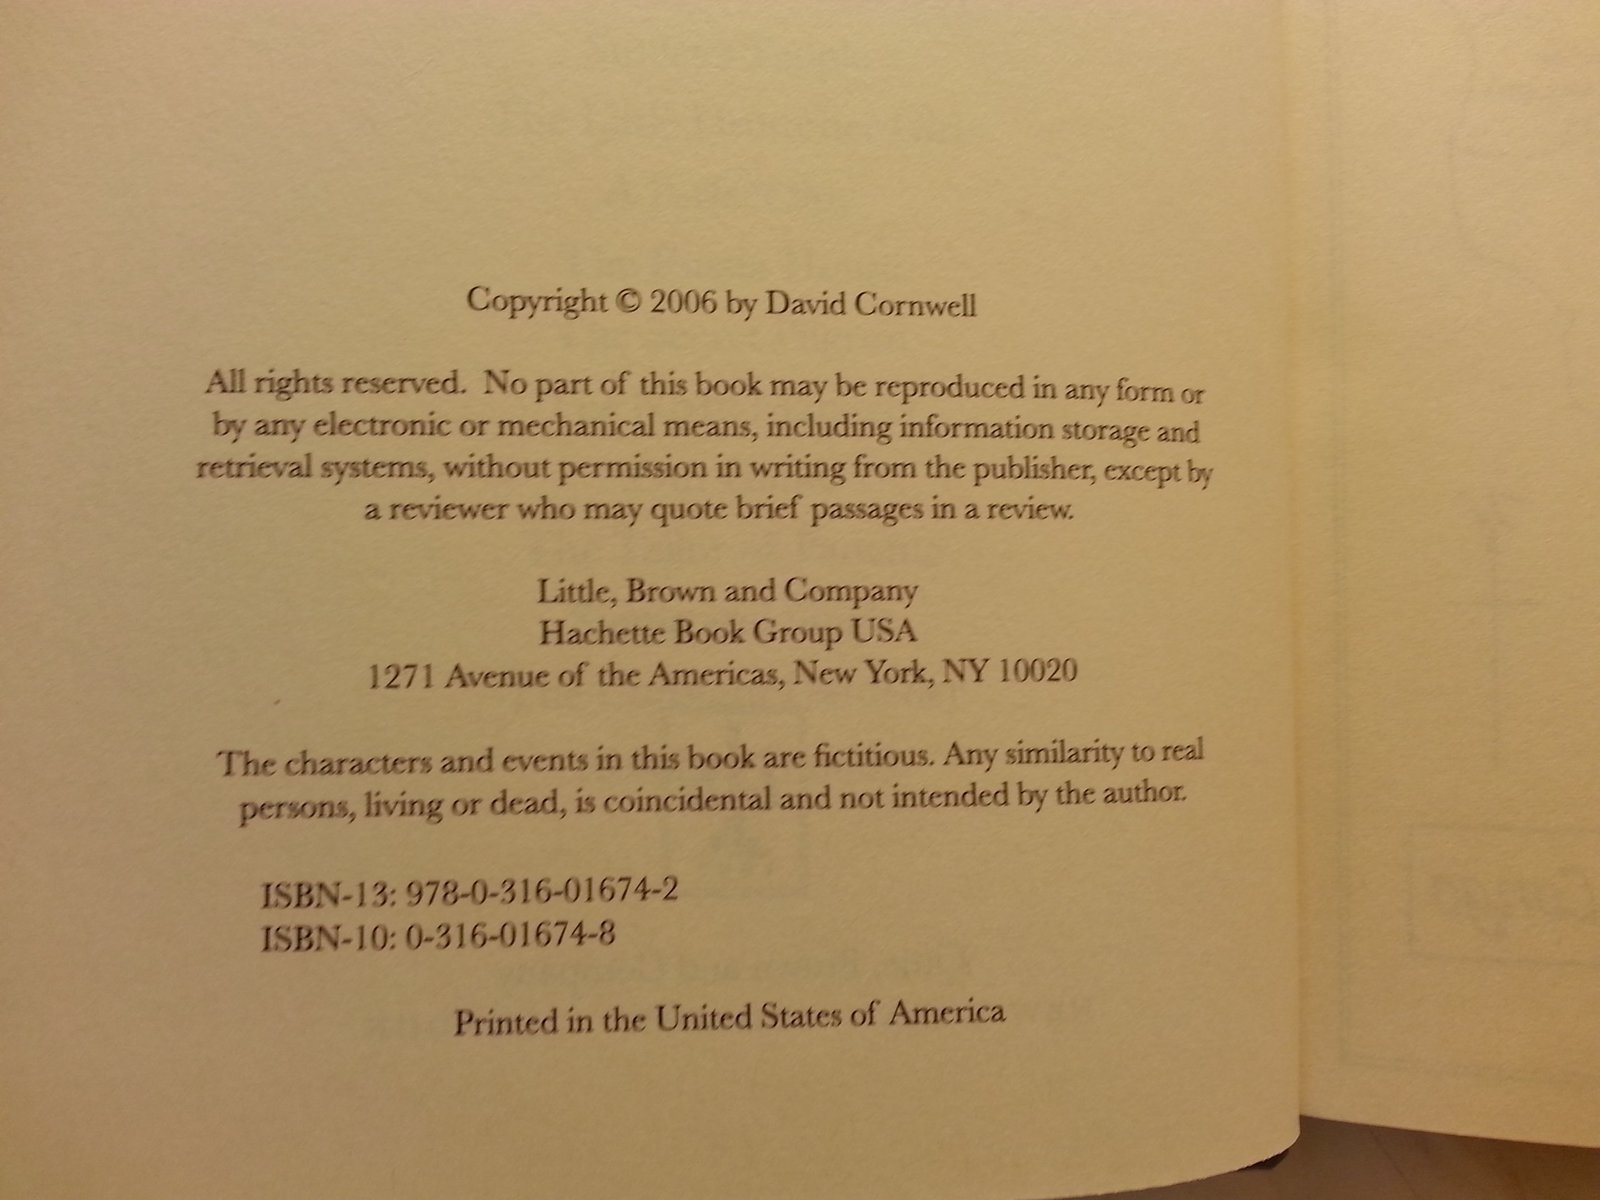 Copyright © 2006 by David Cornwell
All rights reserved. No part of this book may be reproduced in any form or
by any electronic or mechanical means, including information storage and
retrieval systems, without permission in writing from the publisher, except by
a reviewer who may quote brief passages in a review.
Little, Brown and Company
Hachette Book Group USA
1271 Avenue of the Americas, New York, NY 10020
The characters and events in this book are fictitious. Any similarity to real
persons, living or dead, is coincidental and not intended by the author.
ISBN-13: 978-0-316-01674-2
ISBN-10: 0-316-01674-8
Printed in the United States of America